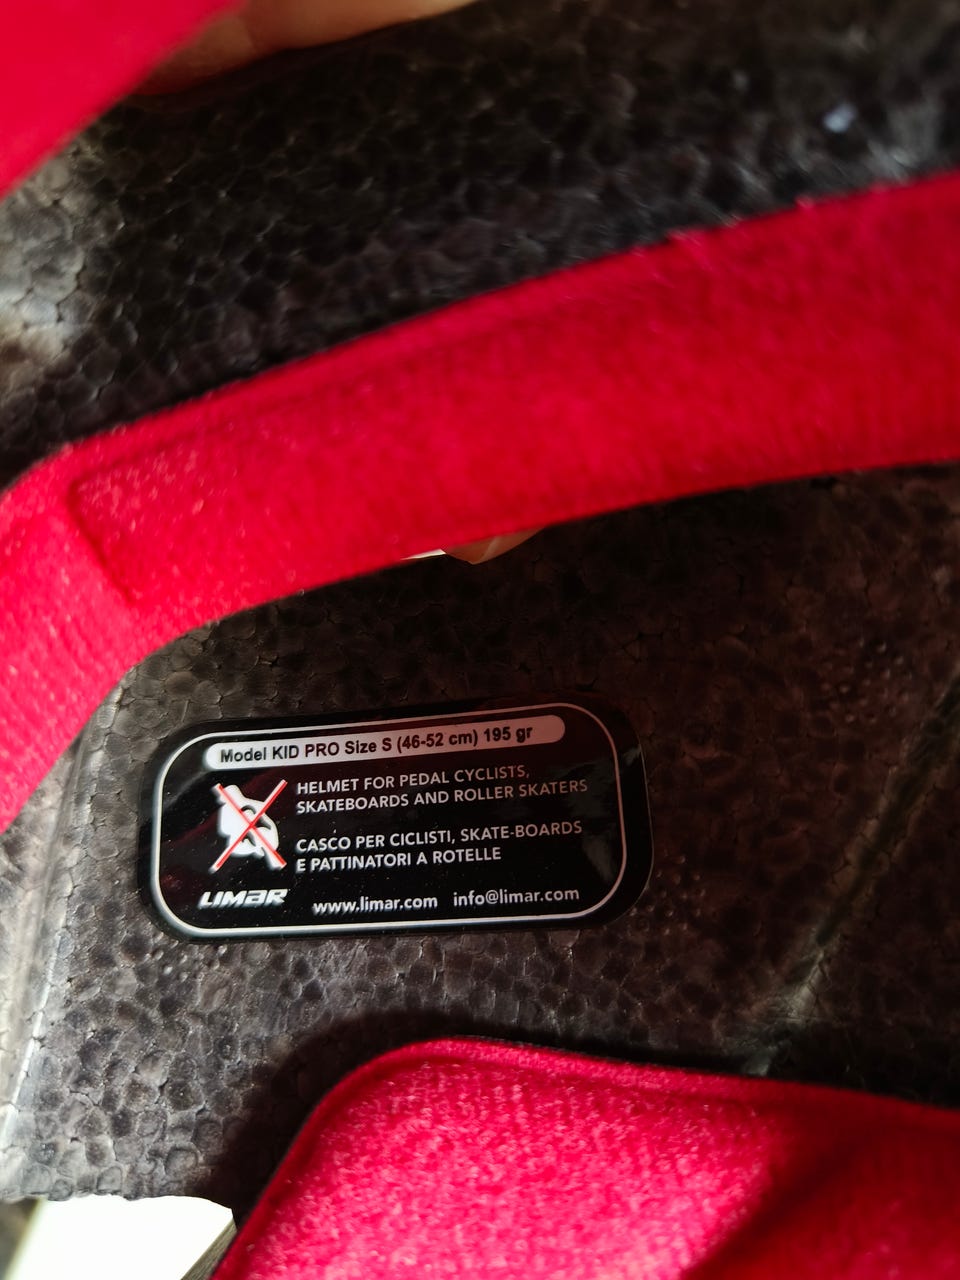 Model KID PRO Size S (46-52 cm) 195 gr
HELMET FOR PEDAL CYCLISTS,
SKATEBOARDS AND ROLLER SKATERS
CASCO PER CICLISTI, SKATE-BOARDS
E PATTINATORI A ROTELLE
LIMAR www.limar.com info@limar.com